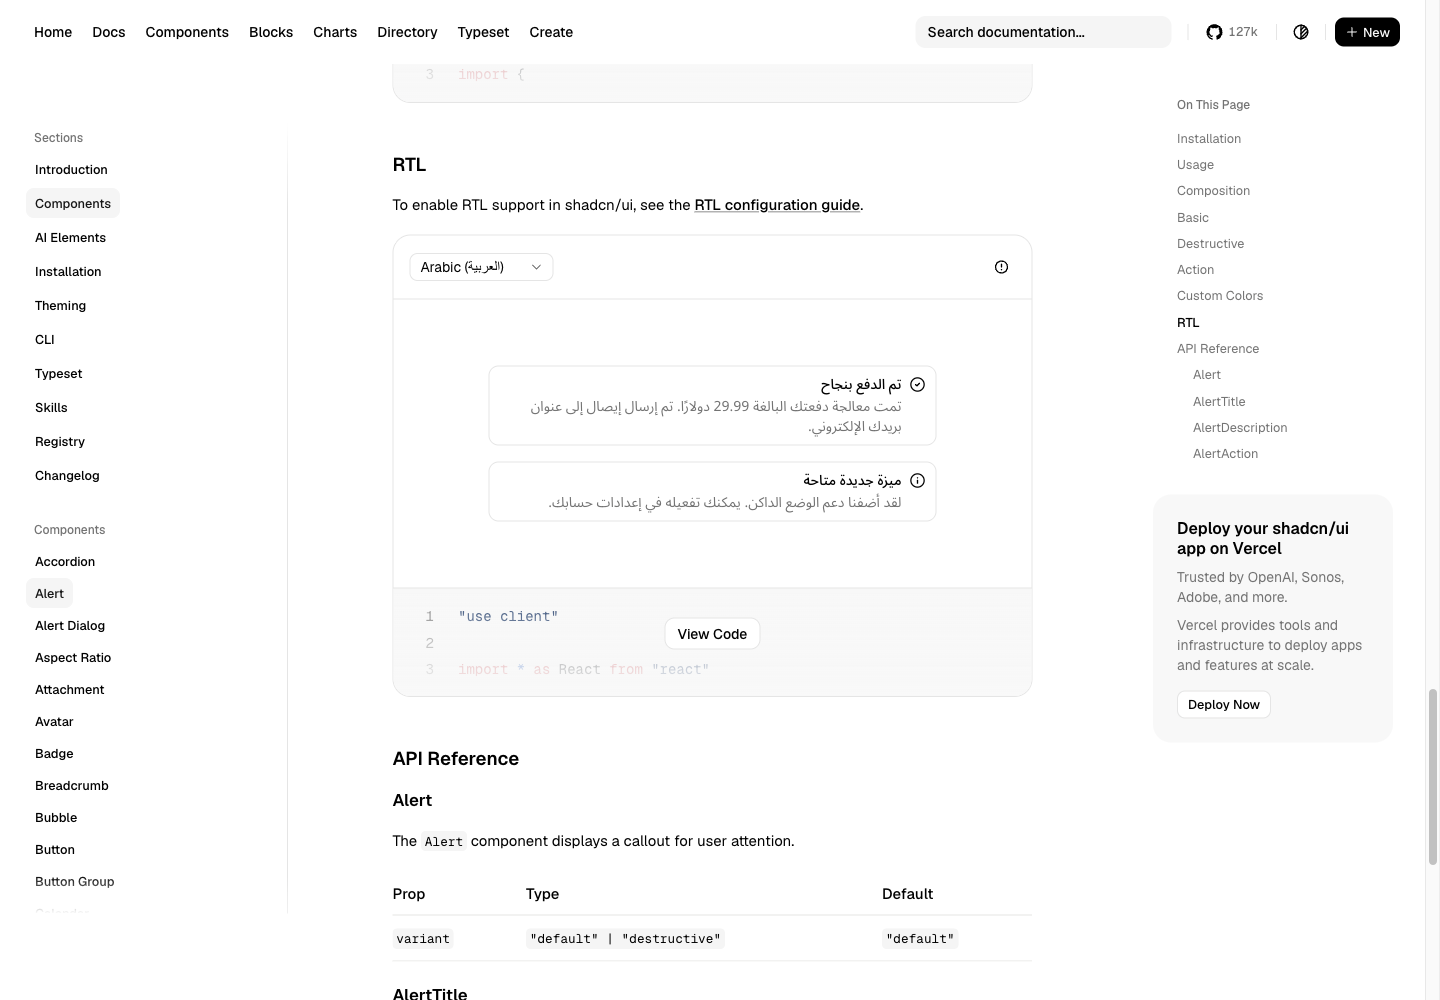 Home Docs Components Blocks Charts Directory Typeset Create
Search documentation...
127k
New
Sections
Introduction
Components
AI Elements
Installation
Theming
CLI
Typeset
Skills
Registry
Changelog
Components
Accordion
Alert
Alert Dialog
Aspect Ratio
Attachment
Avatar
Badge
Breadcrumb
Bubble
Button
Button Group
Calendar
3 import {
RTL
To enable RTL support in shadcn/ui, see the RTL configuration guide.
Arabic (العربية)
تم الدفع بنجاح
تمت معالجة دفعتك البالغة 29.99 دولارًا. تم إرسال إيصال إلى عنوان
بريدك الإلكتروني.
ميزة جديدة متاحة
لقد أضفنا دعم الوضع الداكن. يمكنك تفعيله في إعدادات حسابك.
1 "use client"
2
View Code
3 import * as React from "react"
API Reference
Alert
The Alert component displays a callout for user attention.
Prop Type Default
variant "default" | "destructive" "default"
AlertTitle
On This Page
Installation
Usage
Composition
Basic
Destructive
Action
Custom Colors
RTL
API Reference
Alert
AlertTitle
AlertDescription
AlertAction
Deploy your shadcn/ui
app on Vercel
Trusted by OpenAI, Sonos,
Adobe, and more.
Vercel provides tools and
infrastructure to deploy apps
and features at scale.
Deploy Now